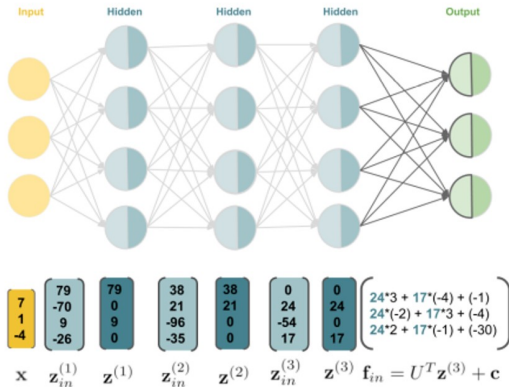 Input Hidden Hidden Hidden Output
7 79 79 38 38 0 0
1 -70 0 21 21 24 24
-4 9 9 -96 0 -54 0
-26 0 -35 0 17 17
24*3 + 17*(-4) + (-1)
24*(-2) + 17*3 + (-4)
24*2 + 17*(-1) + (-30)
x z_in^(1) z^(1) z_in^(2) z^(2) z_in^(3) z^(3) f_in = U^T z^(3) + c